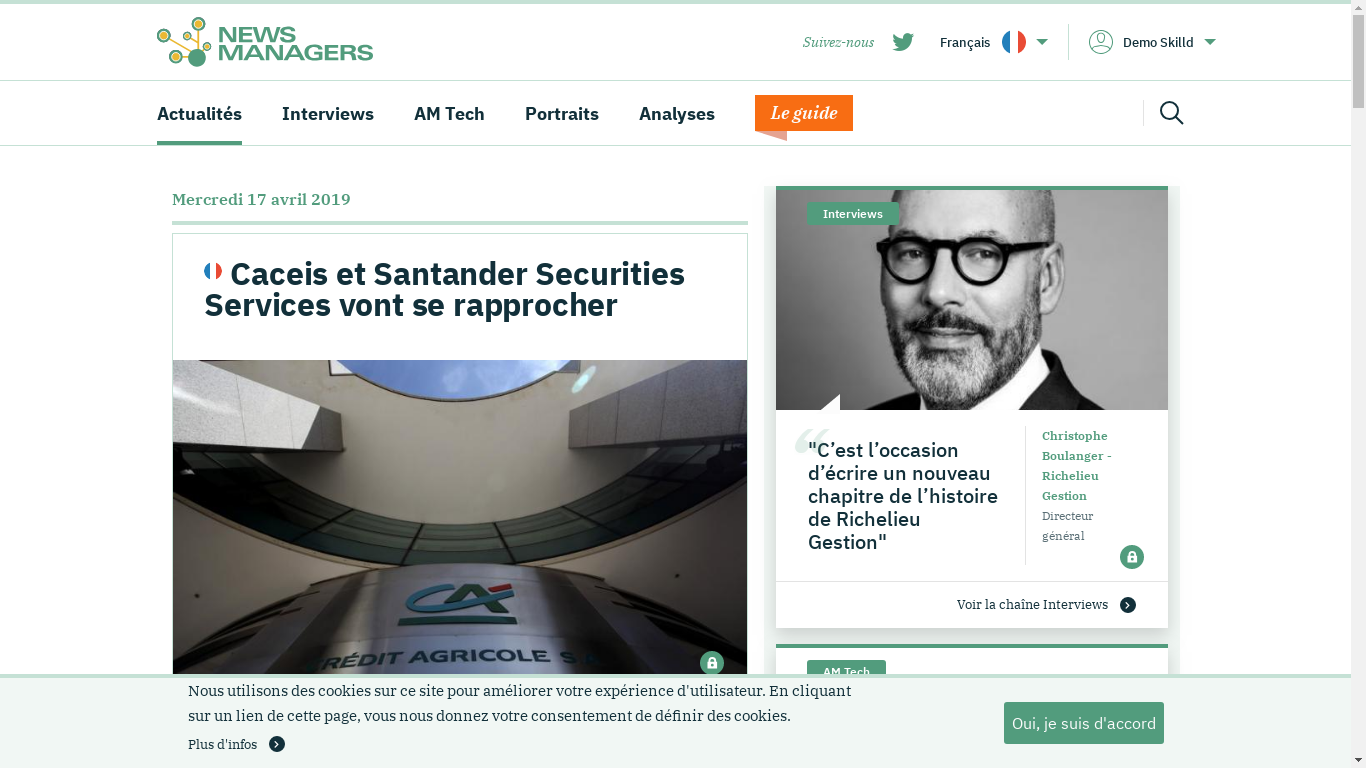 NEWS
MANAGERS
Suivez-nous
Français
Demo Skilld
Actualités
Interviews
AM Tech
Portraits
Analyses
Le guide
Mercredi 17 avril 2019
Caceis et Santander Securities
Services vont se rapprocher
CRÉDIT AGRICOLE S.A.
Interviews
"C’est l’occasion
d’écrire un nouveau
chapitre de l’histoire
de Richelieu
Gestion"
Christophe
Boulanger -
Richelieu
Gestion
Directeur
général
Voir la chaîne Interviews
AM Tech
Nous utilisons des cookies sur ce site pour améliorer votre expérience d'utilisateur. En cliquant
sur un lien de cette page, vous nous donnez votre consentement de définir des cookies.
Plus d'infos
Oui, je suis d'accord